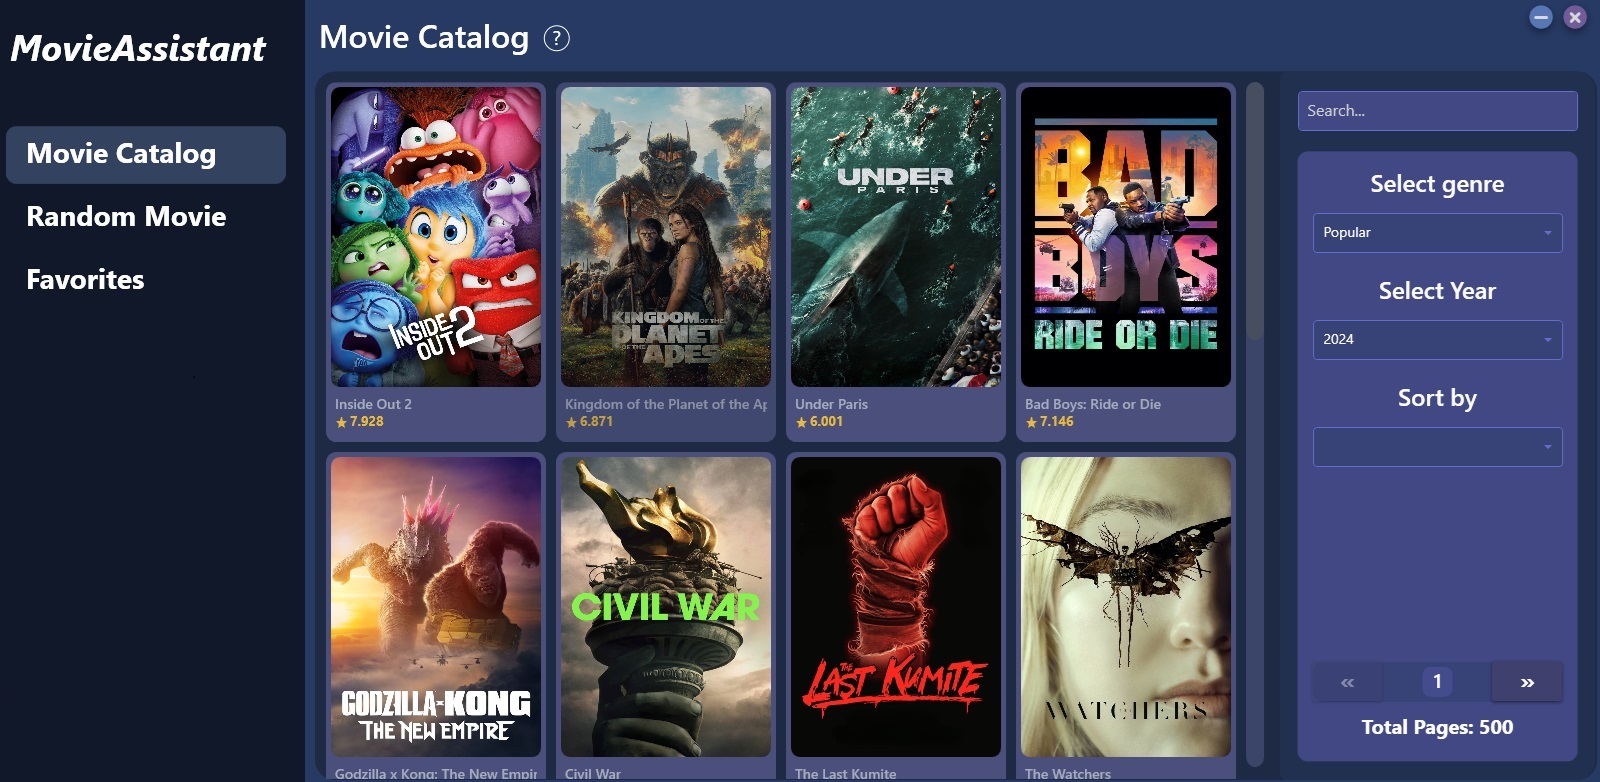 MovieAssistant
Movie Catalog
Random Movie
Favorites
Movie Catalog ?
INSIDE
OUT 2
Inside Out 2
★ 7.928
KINGDOM OF THE
PLANET
OF THE APES
Kingdom of the Planet of the Ap
★ 6.871
UNDER
PARIS
Under Paris
★ 6.001
BAD
BOYS
RIDE OR DIE
Bad Boys: Ride or Die
★ 7.146
GODZILLA x KONG
THE NEW EMPIRE
Godzilla x Kong: The New Empir
CIVIL WAR
Civil War
THE
LAST KUMITE
The Last Kumite
WATCHERS
The Watchers
Search...
Select genre
Popular
Select Year
2024
Sort by
« 1 »
Total Pages: 500